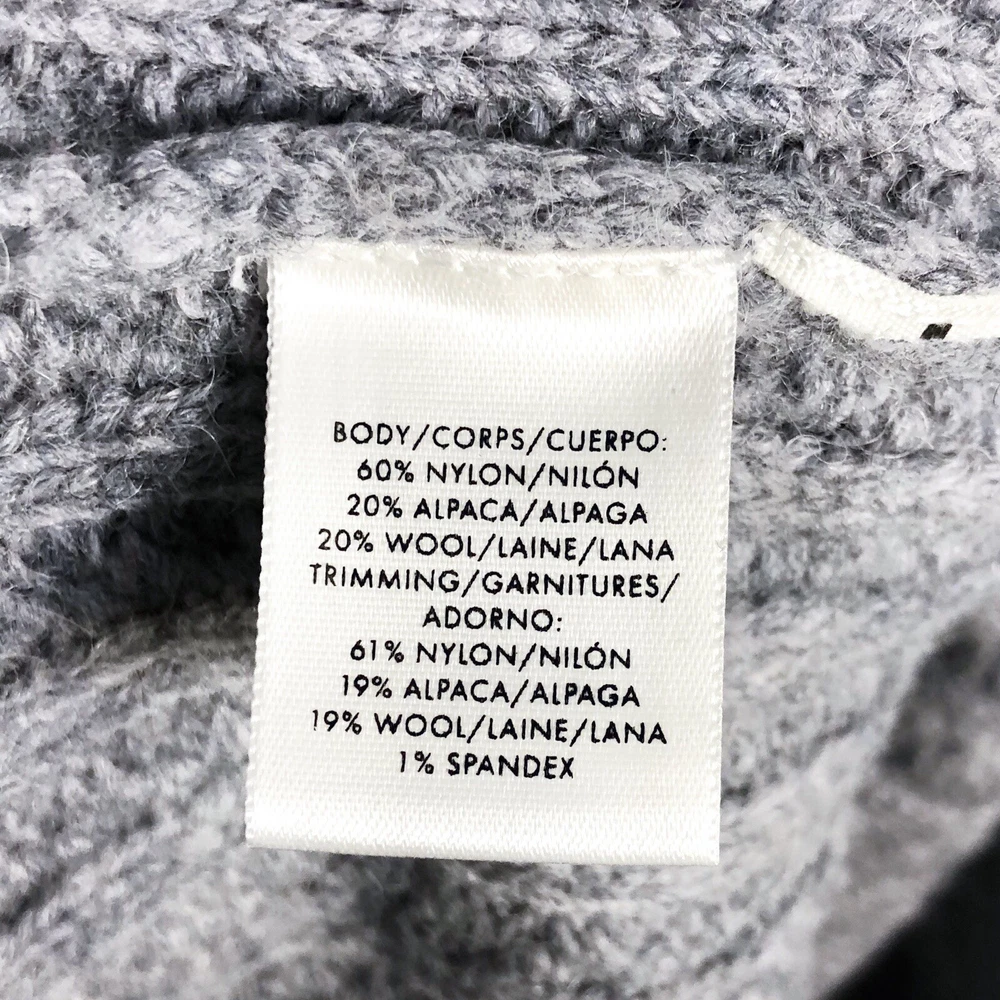 BODY/CORPS/CUERPO:
60% NYLON/NILÓN
20% ALPACA/ALPAGA
20% WOOL/LAINE/LANA
TRIMMING/GARNITURES/
ADORNO:
61% NYLON/NILÓN
19% ALPACA/ALPAGA
19% WOOL/LAINE/LANA
1% SPANDEX